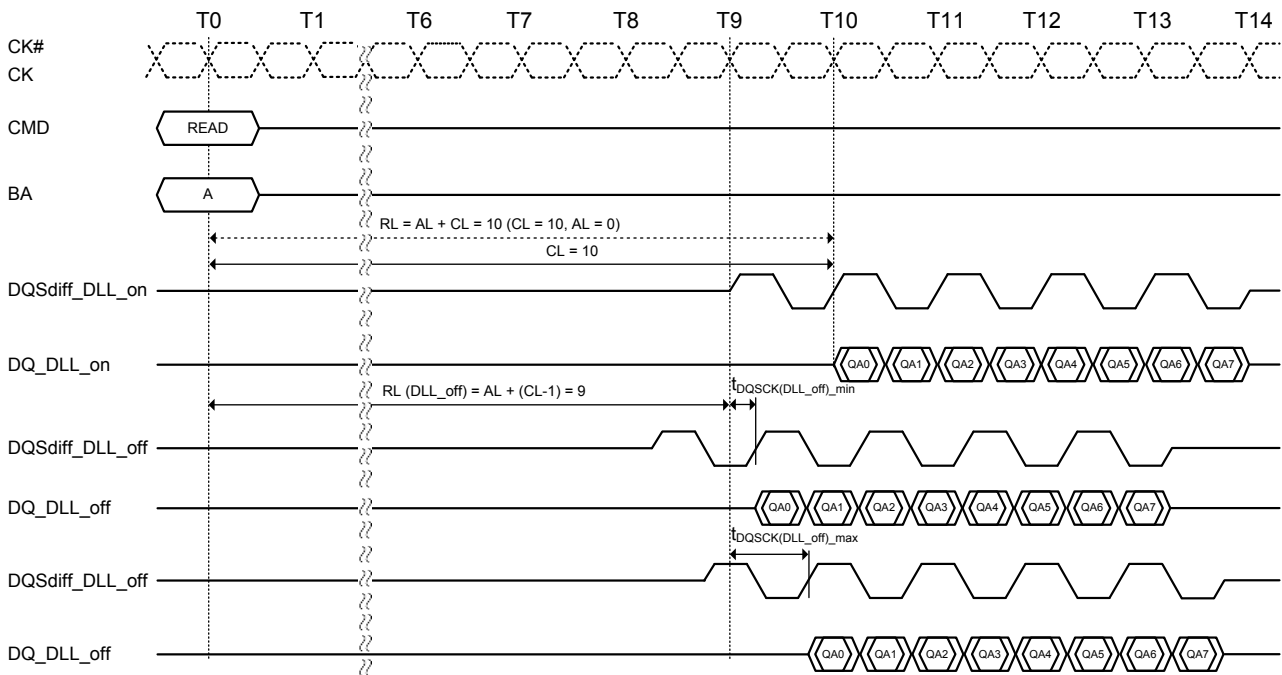 T0 T1 T6 T7 T8 T9 T10 T11 T12 T13 T14
CK#
CK
CMD READ
BA A
RL = AL + CL = 10 (CL = 10, AL = 0)
CL = 10
DQSdiff_DLL_on
DQ_DLL_on QA0 QA1 QA2 QA3 QA4 QA5 QA6 QA7
RL (DLL_off) = AL + (CL-1) = 9 tDQSCK(DLL_off)_min
DQSdiff_DLL_off
DQ_DLL_off QA0 QA1 QA2 QA3 QA4 QA5 QA6 QA7
tDQSCK(DLL_off)_max
DQSdiff_DLL_off
DQ_DLL_off QA0 QA1 QA2 QA3 QA4 QA5 QA6 QA7